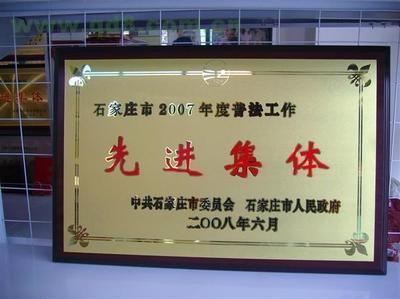 石家庄市2007年度普法工作
先进集体
中共石家庄市委员会 石家庄市人民政府
二〇〇八年六月